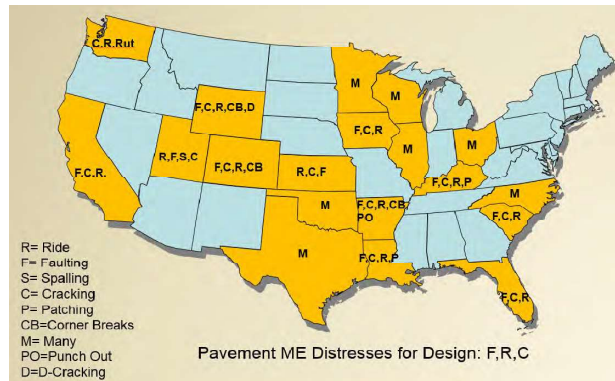 C.R.Rut
M
M
F,C,R,CB,D
F,C,R
M
M
R,F,S,C
F,C,R,CB
R,C,F
F,C,R,P
F.C.R.
M
F,C,R,CB,
PO
M
F,C,R
M
F,C,R,P
F,C,R
R= Ride
F= Faulting
S= Spalling
C= Cracking
P= Patching
CB=Corner Breaks
M= Many
PO=Punch Out
D=D-Cracking
Pavement ME Distresses for Design: F,R,C